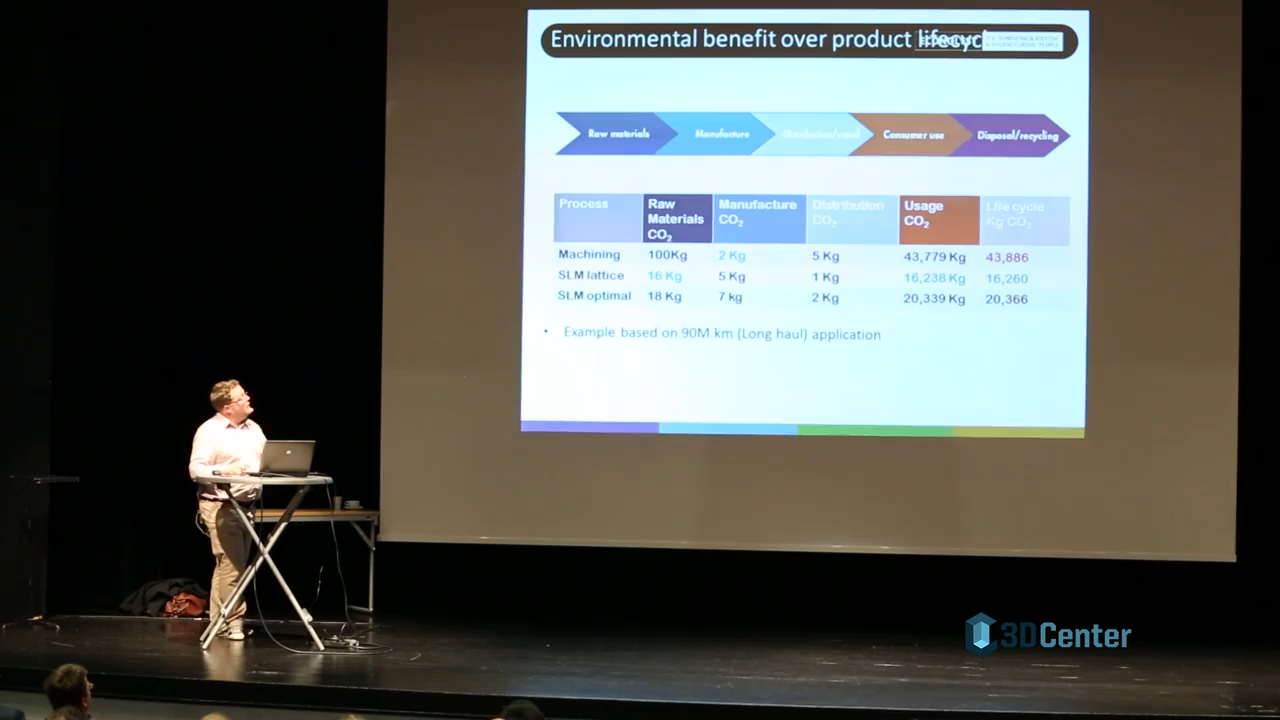 Environmental benefit over product lifecycl
Raw materials
Manufacture
Distribution/retail
Consumer use
Disposal/recycling
Process Raw Materials CO2 Manufacture CO2 Distribution CO2 Usage CO2 Life cycle Kg CO2
Machining 100Kg 2 Kg 5 Kg 43,779 Kg 43,886
SLM lattice 16 Kg 5 Kg 1 Kg 16,238 Kg 16,260
SLM optimal 18 Kg 7 kg 2 Kg 20,339 Kg 20,366
• Example based on 90M km (Long haul) application
3DCenter